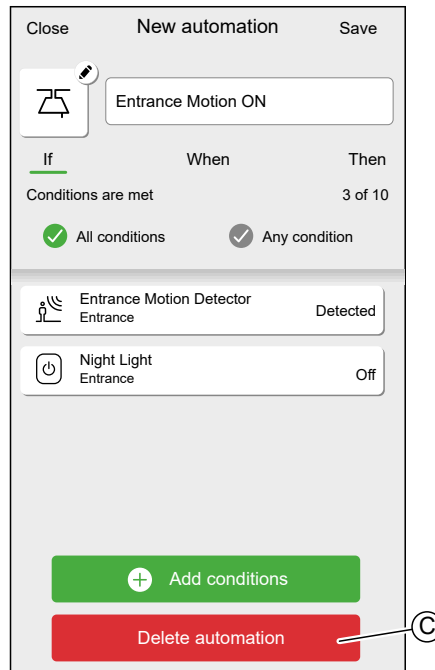 Close New automation Save
Entrance Motion ON
If When Then
Conditions are met 3 of 10
All conditions Any condition
Entrance Motion Detector
Entrance Detected
Night Light
Entrance Off
Add conditions
Delete automation C